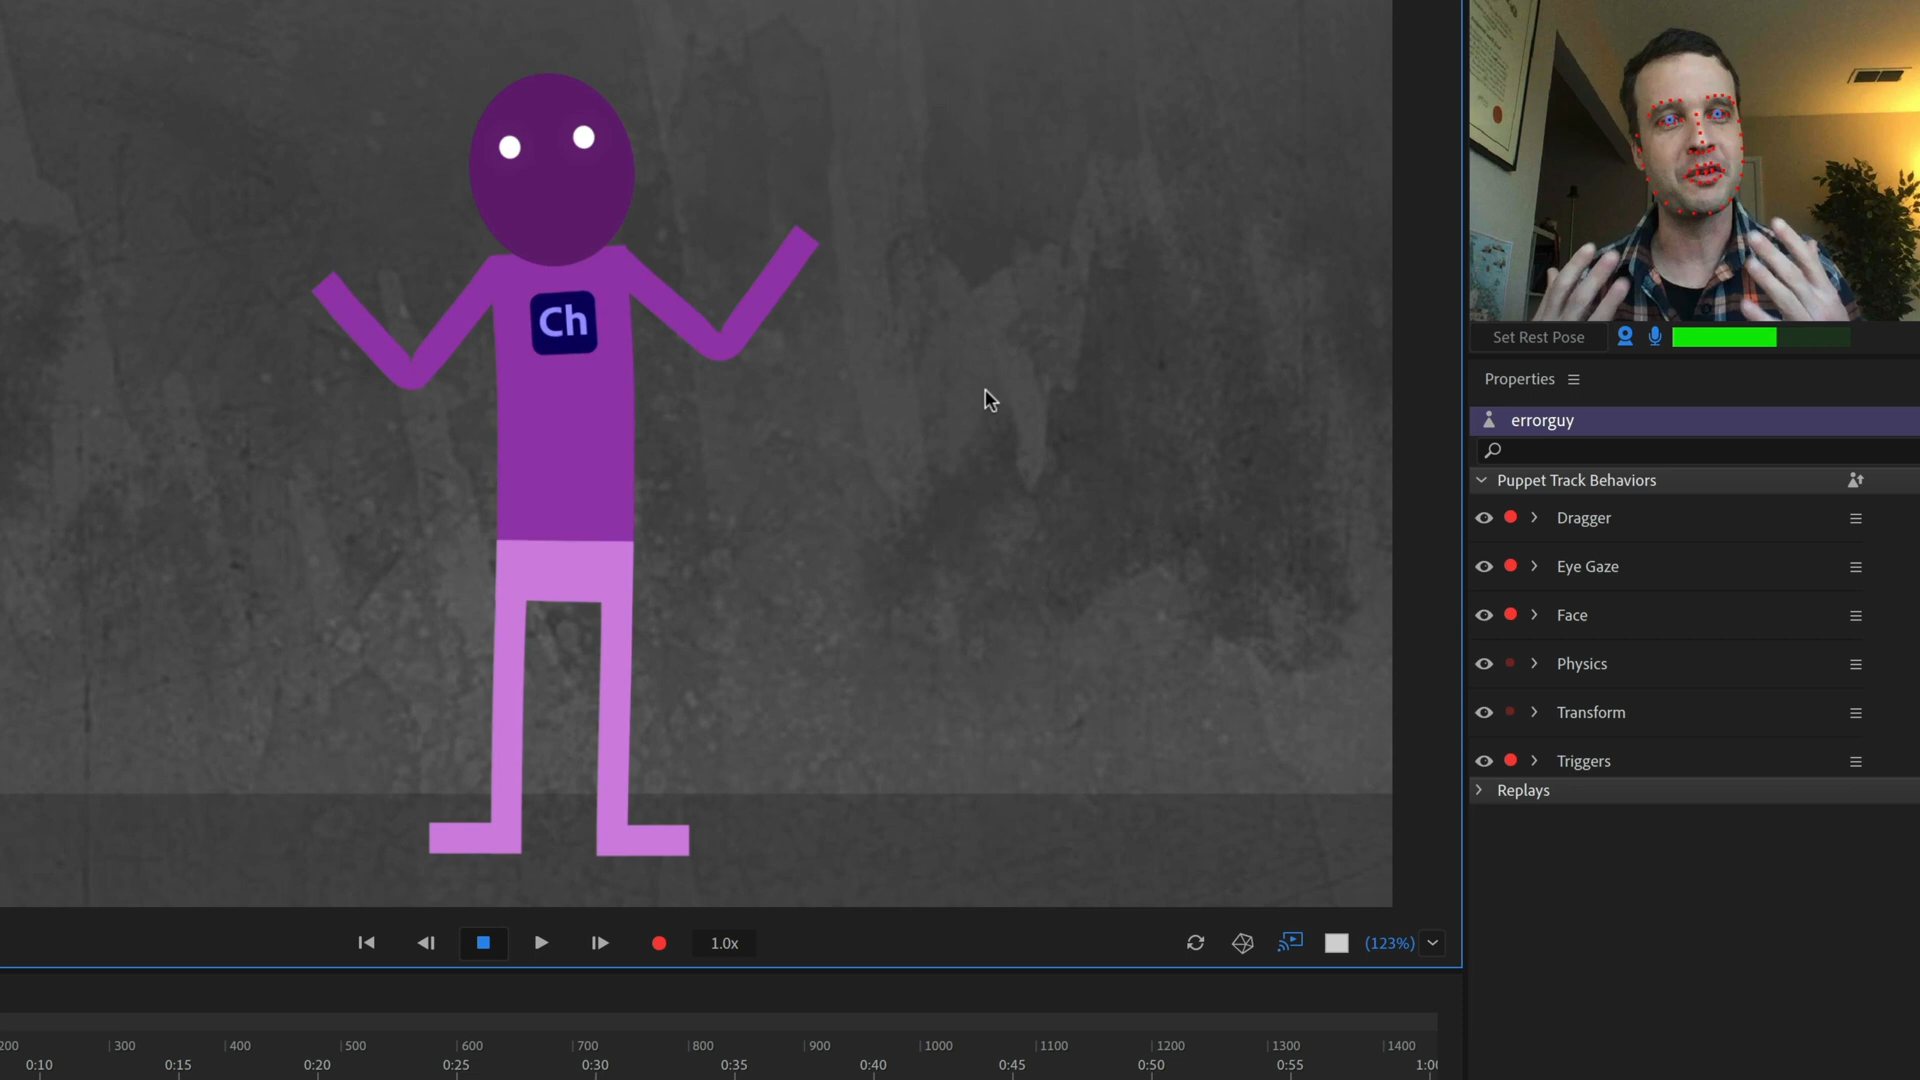 Ch
Set Rest Pose
Properties
errorguy
Puppet Track Behaviors
Dragger
Eye Gaze
Face
Physics
Transform
Triggers
Replays
1.0x
(123%)
200 300 400 500 600 700 800 900 1000 1100 1200 1300 1400
0:10 0:15 0:20 0:25 0:30 0:35 0:40 0:45 0:50 0:55 1:00